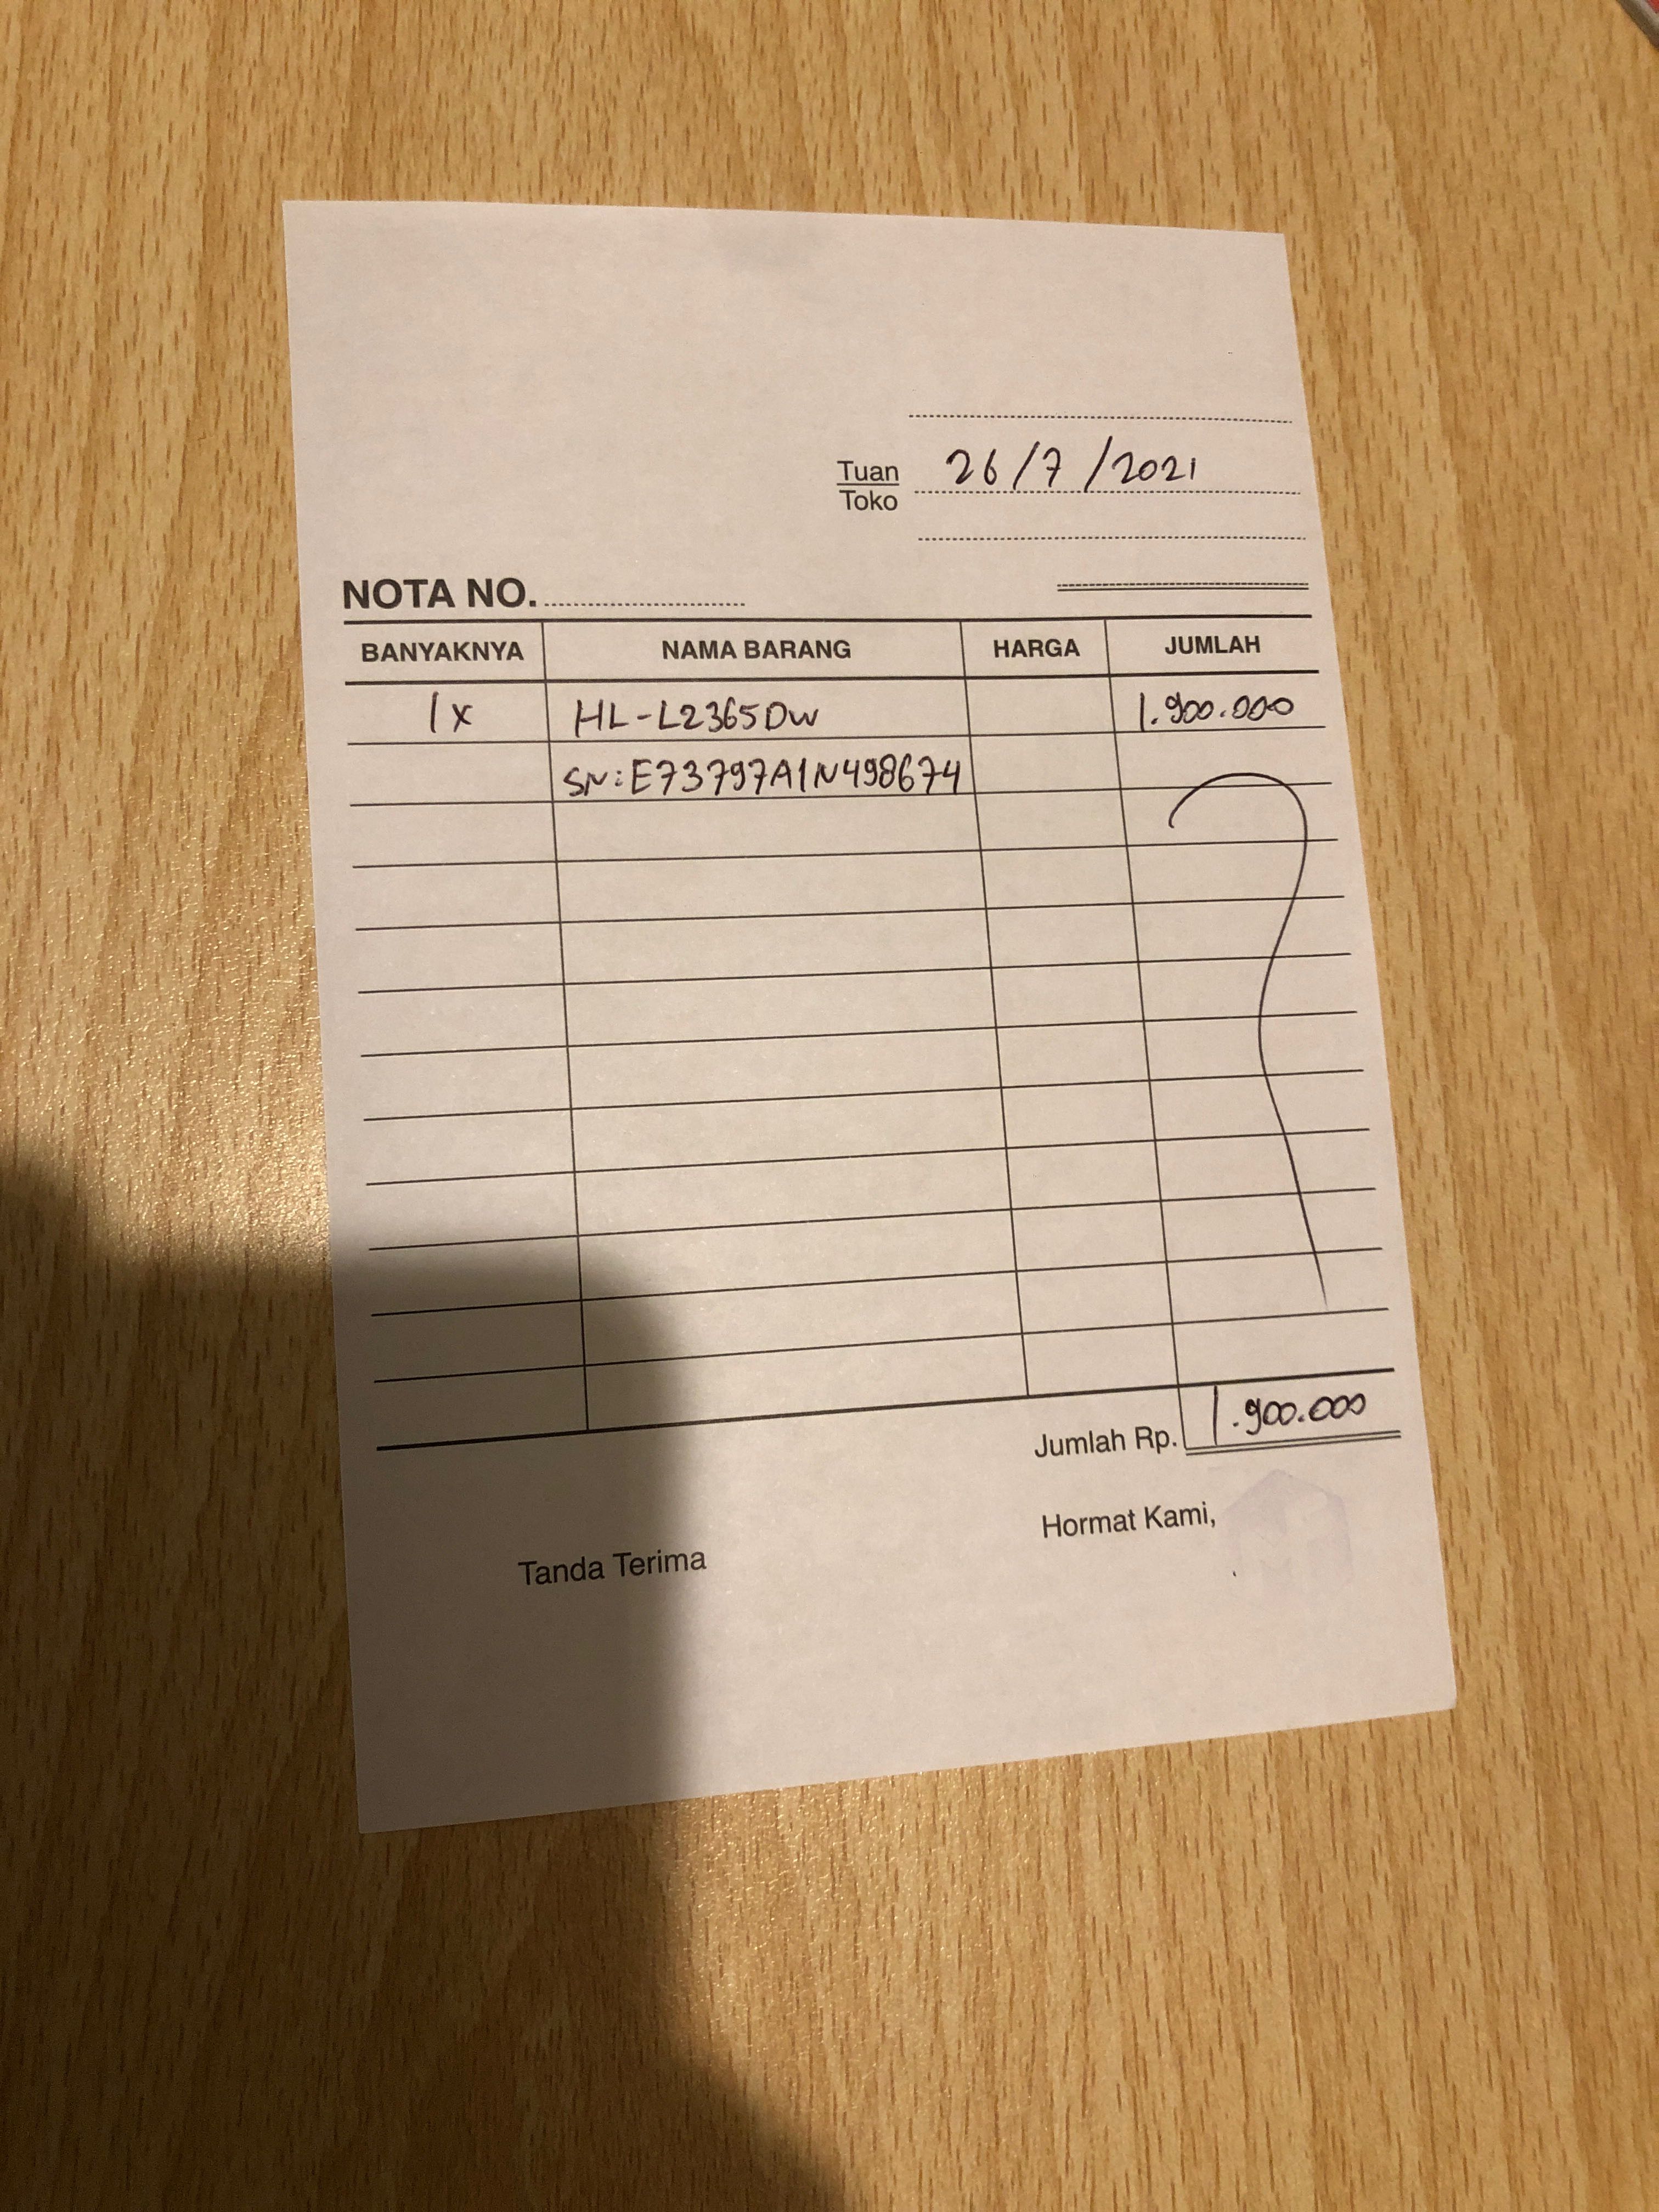 Tuan
Toko
26/7/2021
NOTA NO.
BANYAKNYA NAMA BARANG HARGA JUMLAH
1x HL-L2365DW 1.900.000
SN:E73797A1N498674
Jumlah Rp. 1.900.000
Hormat Kami,
Tanda Terima